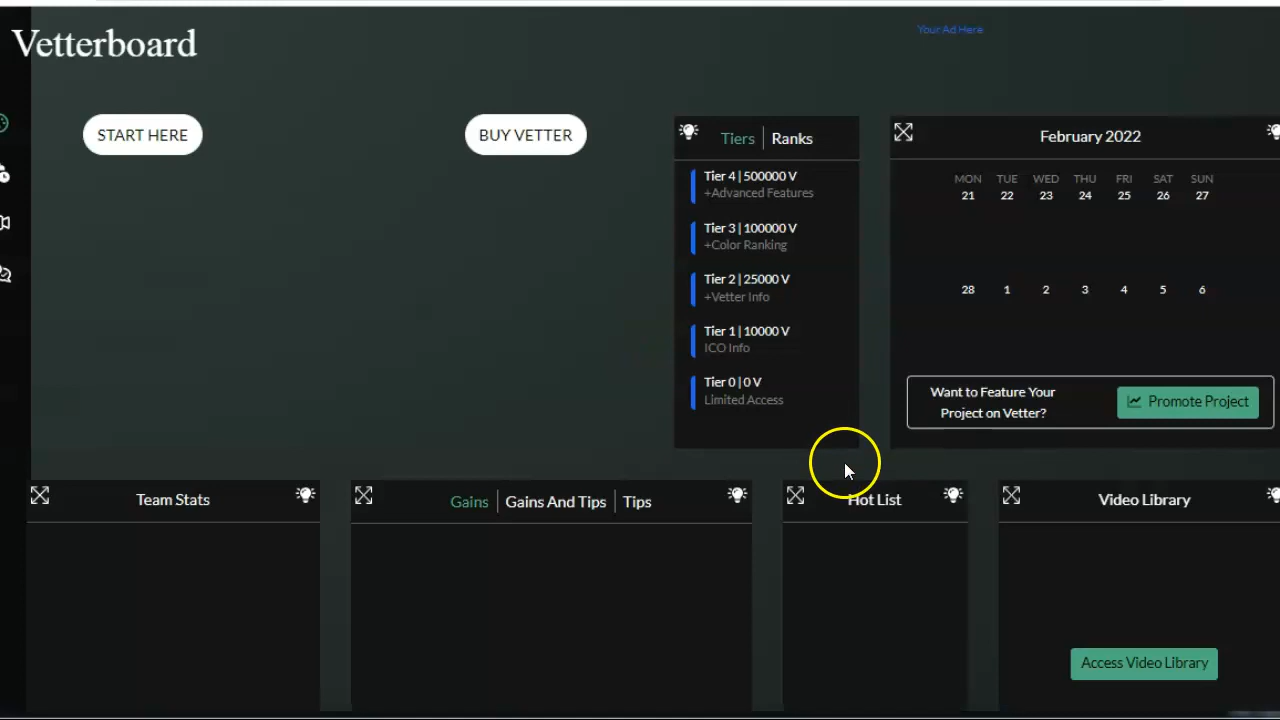 Vetterboard
Your Ad Here
START HERE
BUY VETTER
Tiers | Ranks
Tier 4 | 500000 V
+Advanced Features
Tier 3 | 100000 V
+Color Ranking
Tier 2 | 25000 V
+Vetter Info
Tier 1 | 10000 V
ICO Info
Tier 0 | 0 V
Limited Access
February 2022
MON TUE WED THU FRI SAT SUN
21 22 23 24 25 26 27
28 1 2 3 4 5 6
Want to Feature Your
Project on Vetter?
Promote Project
Team Stats
Gains | Gains And Tips | Tips
Hot List
Video Library
Access Video Library